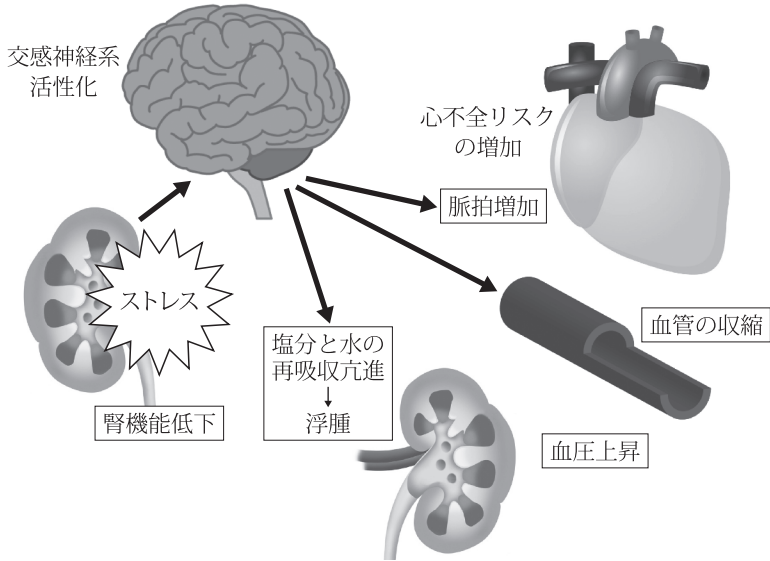 交感神経系
活性化
心不全リスク
の増加
脈拍増加
ストレス
血管の収縮
塩分と水の
再吸収亢進
↓
浮腫
腎機能低下
血圧上昇